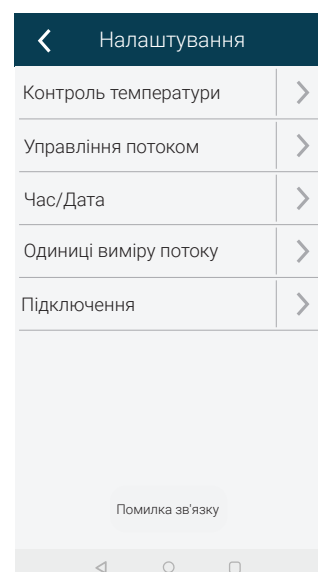 Налаштування
Контроль температури
Управління потоком
Час/Дата
Одиниці виміру потоку
Підключення
Помилка зв'язку